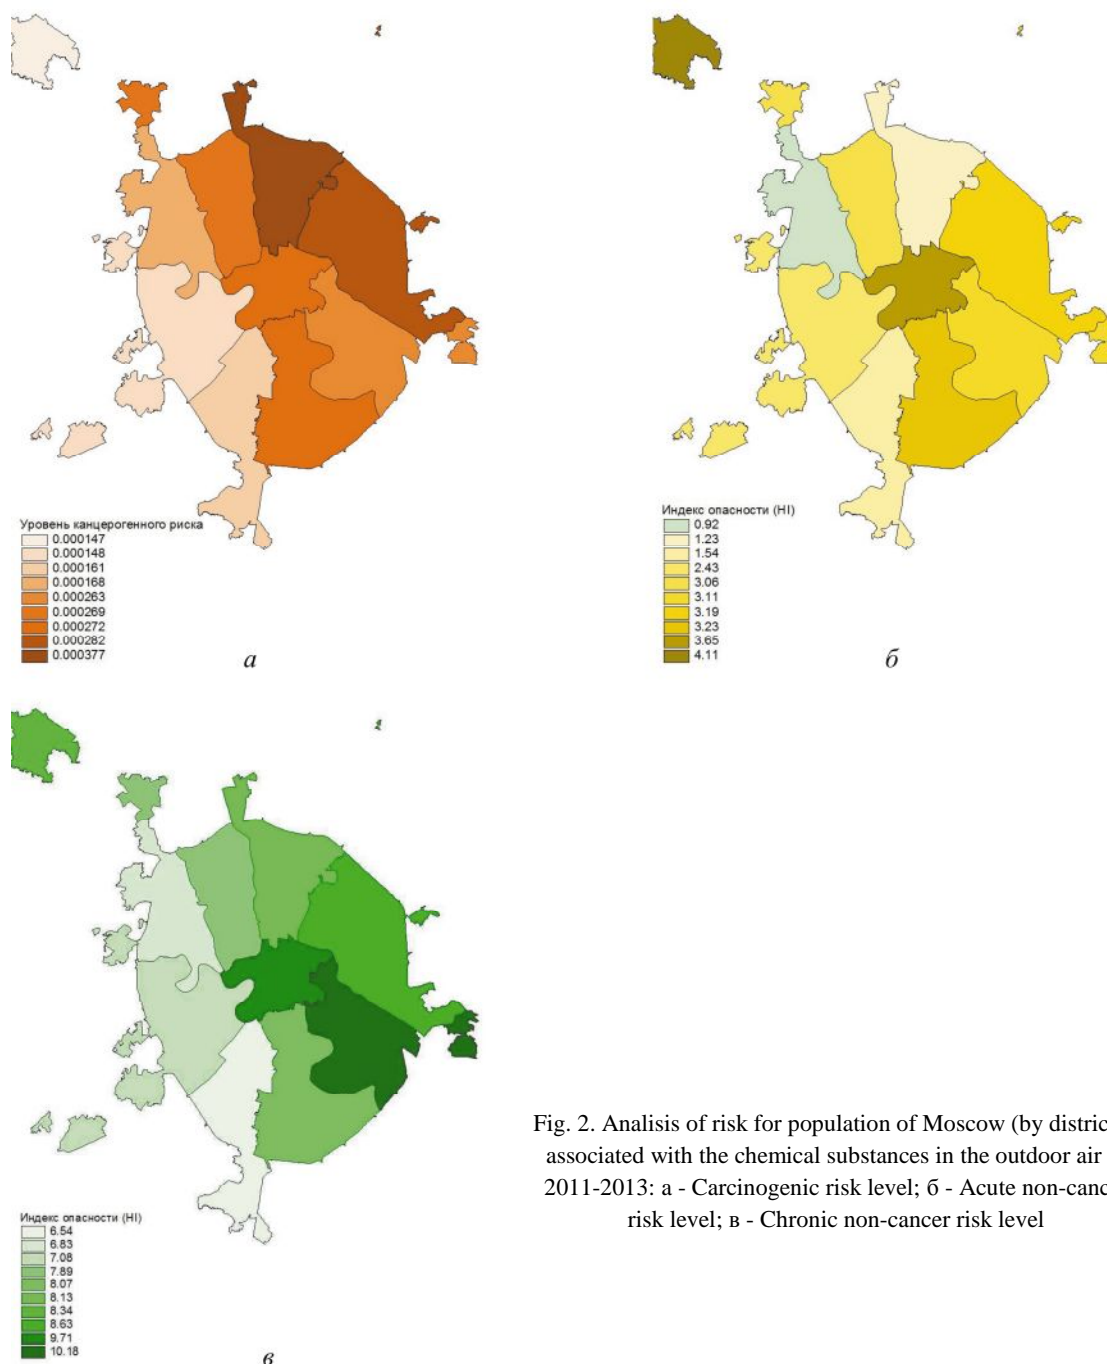 Уровень канцерогенного риска
0.000147
0.000148
0.000161
0.000168
0.000263
0.000269
0.000272
0.000282
0.000377
а
Индекс опасности (HI)
0.92
1.23
1.54
2.43
3.06
3.11
3.19
3.23
3.65
4.11
б
Индекс опасности (HI)
6.54
6.83
7.08
7.89
8.07
8.13
8.34
8.63
9.71
10.18
в
Fig. 2. Analisis of risk for population of Moscow (by distric
associated with the chemical substances in the outdoor air
2011-2013: а - Carcinogenic risk level; б - Acute non-canc
risk level; в - Chronic non-cancer risk level